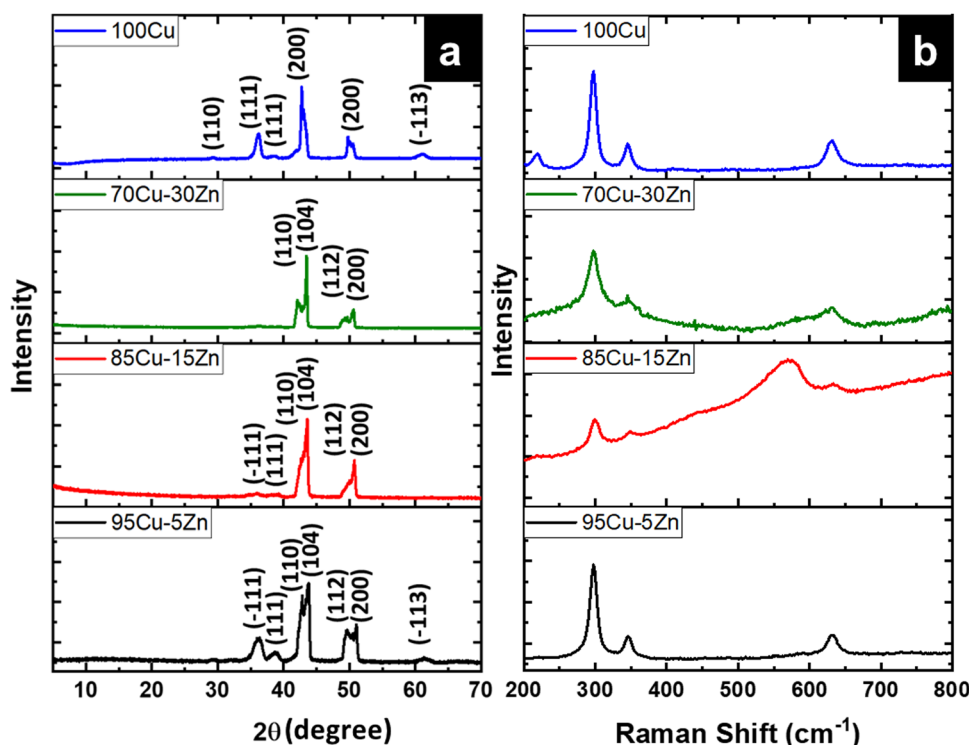 a
100Cu
(110)
(111)
(111)
(200)
(200)
(-113)
70Cu-30Zn
(110)
(104)
(112)
(200)
85Cu-15Zn
(-111)
(111)
(110)
(104)
(112)
(200)
95Cu-5Zn
(-111)
(111)
(110)
(104)
(112)
(200)
(-113)
Intensity
10 20 30 40 50 60 70
2θ (degree)
b
100Cu
70Cu-30Zn
85Cu-15Zn
95Cu-5Zn
Intensity
200 300 400 500 600 700 800
Raman Shift (cm⁻¹)